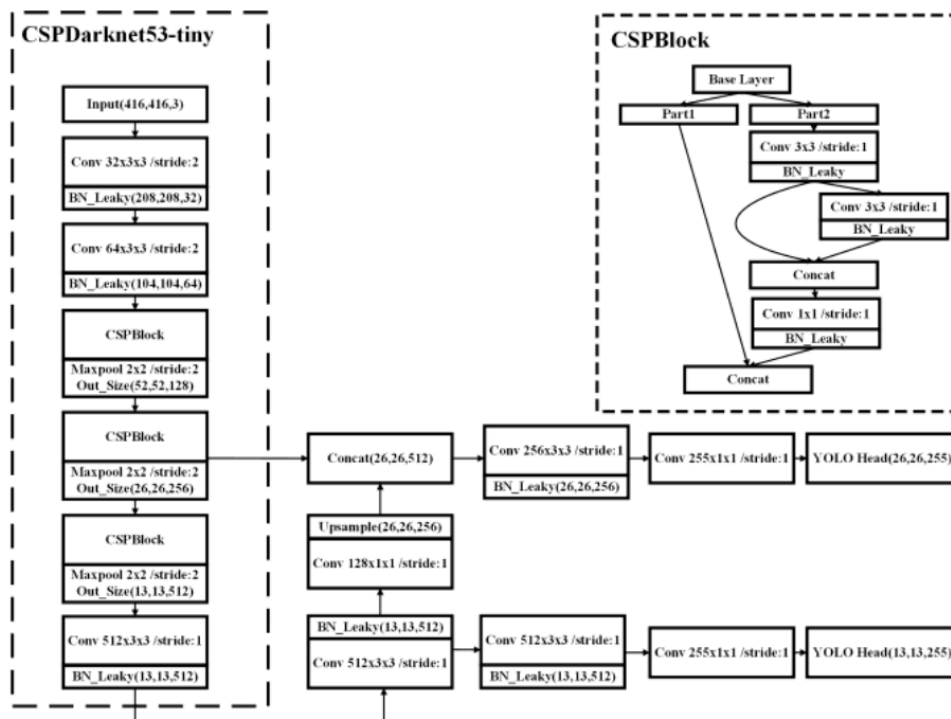 CSPDarknet53-tiny
Input(416,416,3)
Conv 32x3x3 /stride:2
BN_Leaky(208,208,32)
Conv 64x3x3 /stride:2
BN_Leaky(104,104,64)
CSPBlock
Maxpool 2x2 /stride:2
Out_Size(52,52,128)
CSPBlock
Maxpool 2x2 /stride:2
Out_Size(26,26,256)
CSPBlock
Maxpool 2x2 /stride:2
Out_Size(13,13,512)
Conv 512x3x3 /stride:1
BN_Leaky(13,13,512)
CSPBlock
Base Layer
Part1
Part2
Conv 3x3 /stride:1
BN_Leaky
Conv 3x3 /stride:1
BN_Leaky
Concat
Conv 1x1 /stride:1
BN_Leaky
Concat
Concat(26,26,512)
Conv 256x3x3 /stride:1
BN_Leaky(26,26,256)
Conv 255x1x1 /stride:1
YOLO Head(26,26,255)
Upsample(26,26,256)
Conv 128x1x1 /stride:1
BN_Leaky(13,13,512)
Conv 512x3x3 /stride:1
Conv 512x3x3 /stride:1
BN_Leaky(13,13,512)
Conv 255x1x1 /stride:1
YOLO Head(13,13,255)